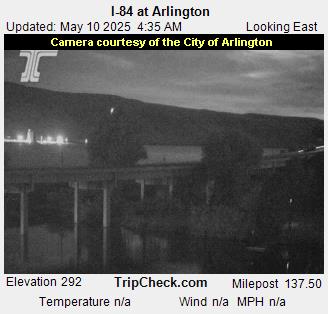 I-84 at Arlington
Updated: May 10 2025 4:35 AM Looking East
Camera courtesy of the City of Arlington
Elevation 292 TripCheck.com Milepost 137.50
Temperature n/a Wind n/a MPH n/a